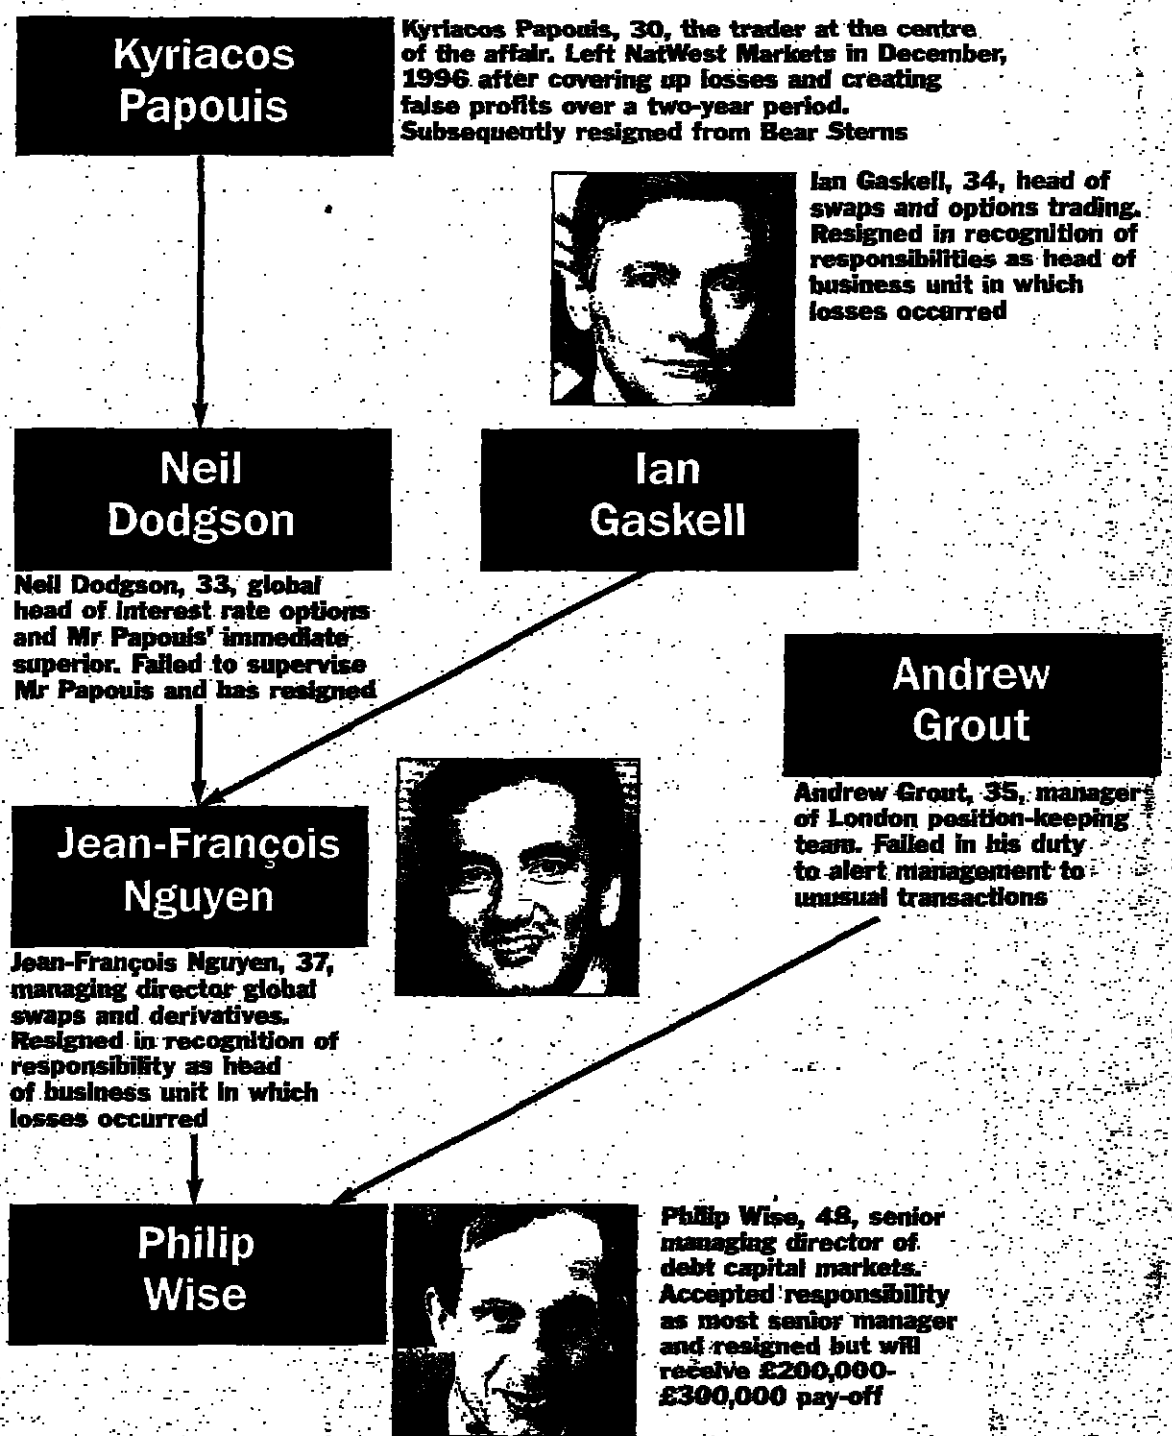 Kyriacos
Papouis
Kyriacos Papouis, 30, the trader at the centre
of the affair. Left NatWest Markets in December,
1996 after covering up losses and creating
false profits over a two-year period.
Subsequently resigned from Bear Sterns
Ian Gaskell, 34, head of
swaps and options trading.
Resigned in recognition of
responsibilities as head of
business unit in which
losses occurred
Neil
Dodgson
Ian
Gaskell
Neil Dodgson, 33, global
head of interest rate options
and Mr Papouis' immediate
superior. Failed to supervise
Mr Papouis and has resigned
Andrew
Grout
Andrew Grout, 35, manager
of London position-keeping
team. Failed in his duty
to alert management to
unusual transactions
Jean-François
Nguyen
Jean-François Nguyen, 37,
managing director global
swaps and derivatives.
Resigned in recognition of
responsibility as head
of business unit in which
losses occurred
Philip
Wise
Philip Wise, 48, senior
managing director of
debt capital markets.
Accepted responsibility
as most senior manager
and resigned but will
receive £200,000-
£300,000 pay-off